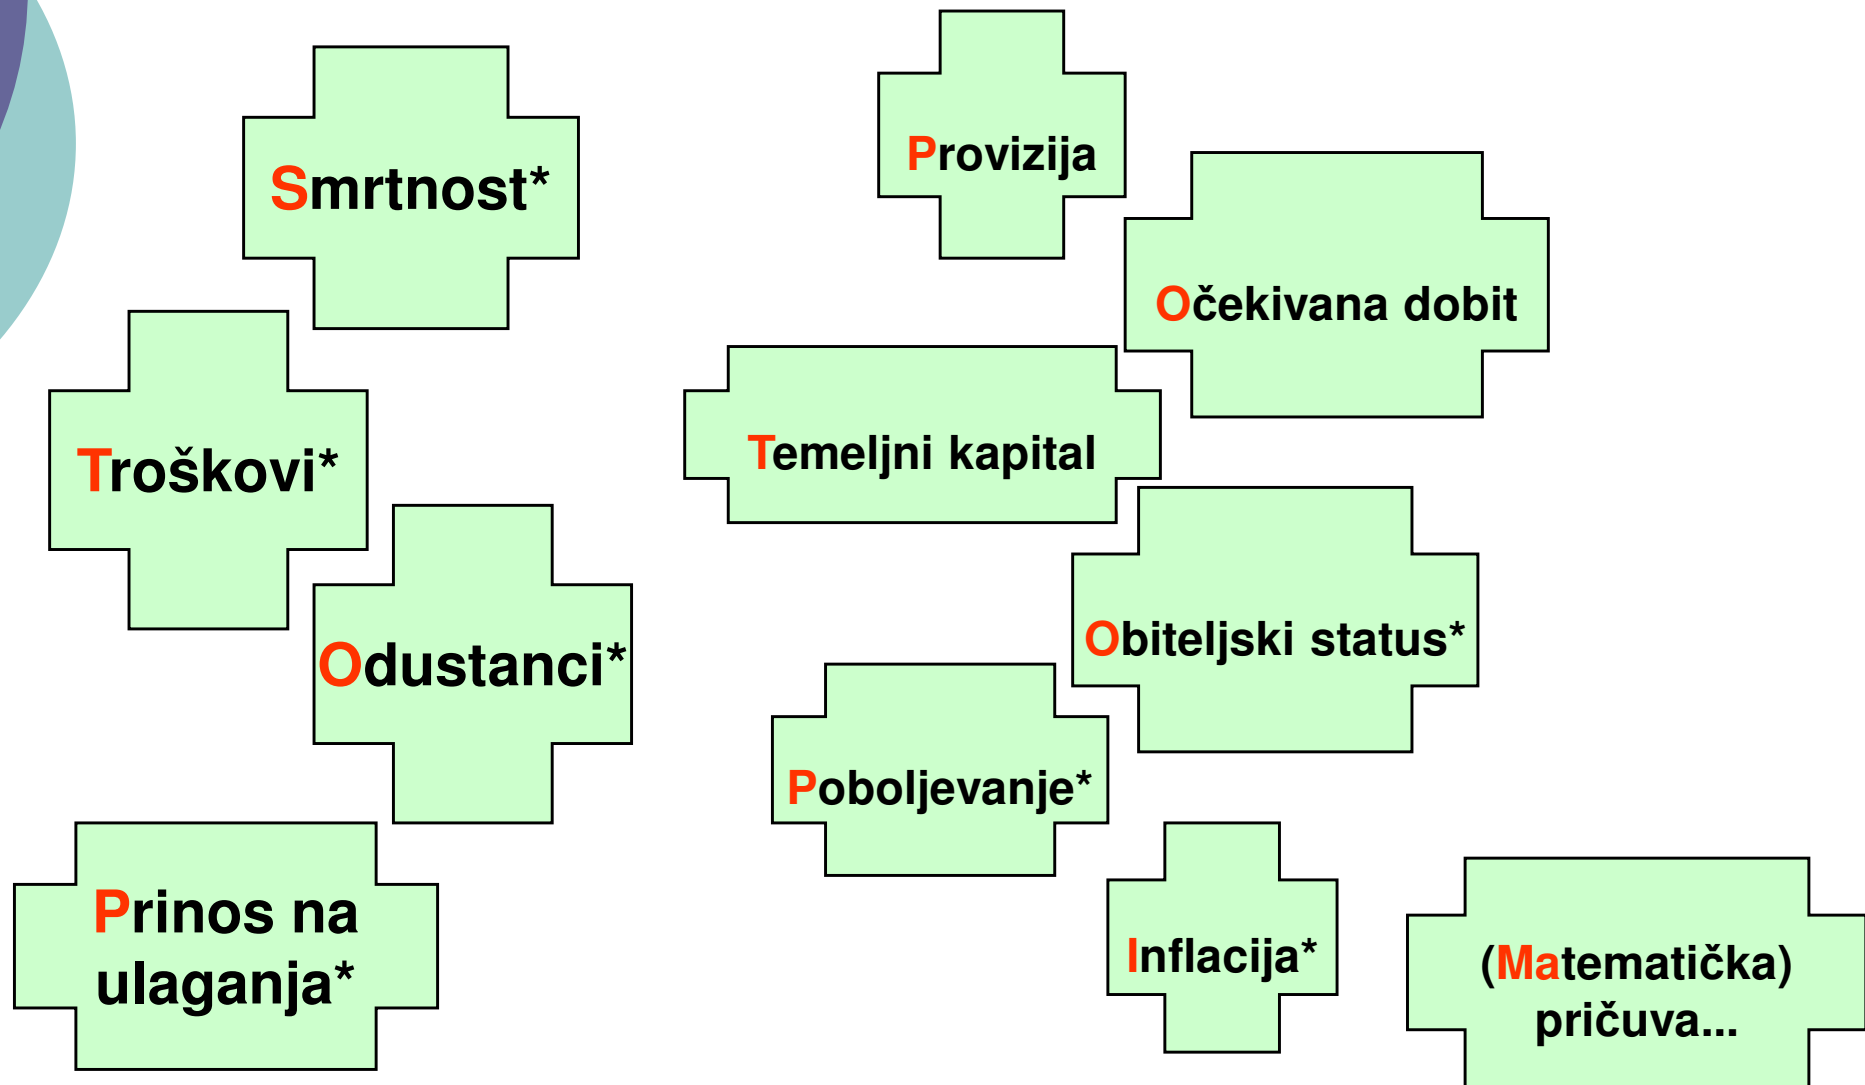 Smrtnost*
Troškovi*
Odustanci*
Prinos na
ulaganja*
Provizija
Očekivana dobit
Temeljni kapital
Obiteljski status*
Poboljevanje*
Inflacija*
(Matematička)
pričuva...